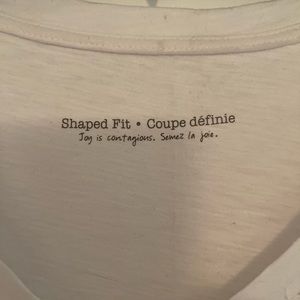 Shaped Fit • Coupe définie
Joy is contagious. Semez la joie.